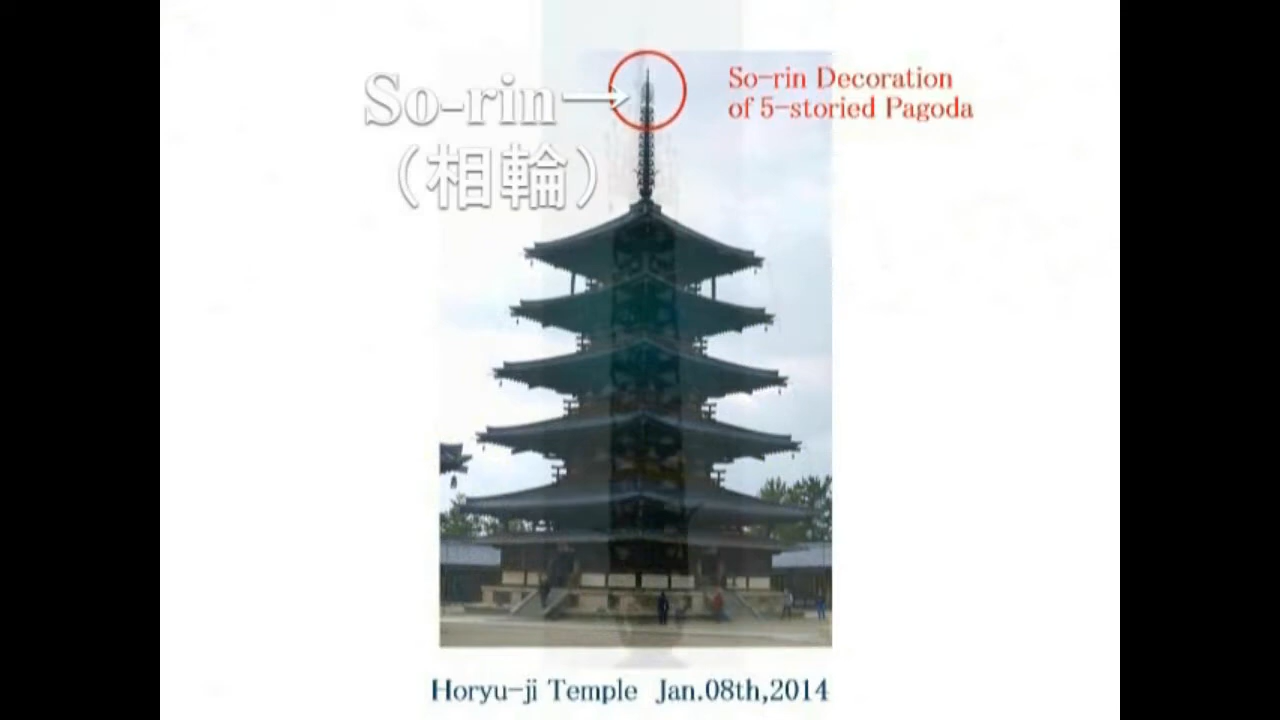 So-rin
（相輪）
So-rin Decoration
of 5-storied Pagoda
Horyu-ji Temple Jan.08th,2014